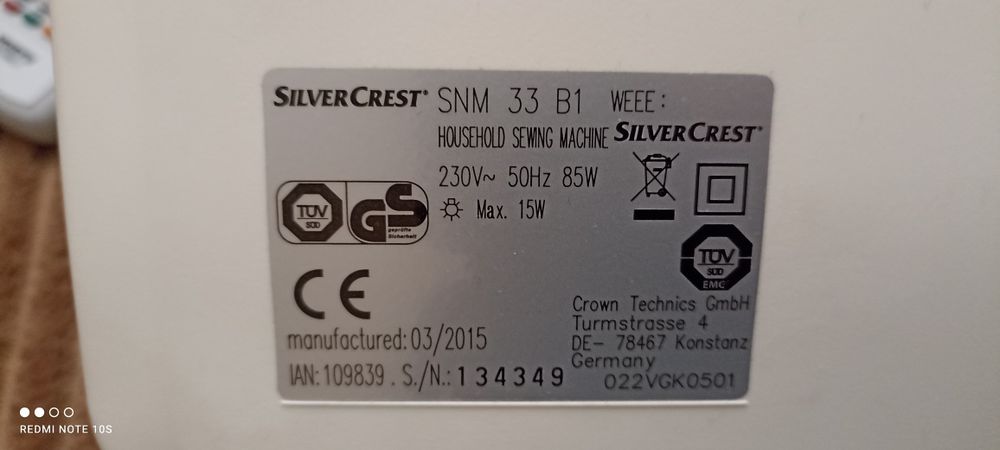 SILVERCREST® SNM 33 B1 WEEE:
HOUSEHOLD SEWING MACHINE SILVERCREST®
230V~ 50Hz 85W
Max. 15W
TÜV
SÜD
GS
geprüfte
Sicherheit
TÜV
SÜD
EMC
CE
Crown Technics GmbH
Turmstrasse 4
DE- 78467 Konstanz
Germany
manufactured: 03/2015
IAN: 109839 . S./N.: 134349
022VGK0501
REDMI NOTE 10S